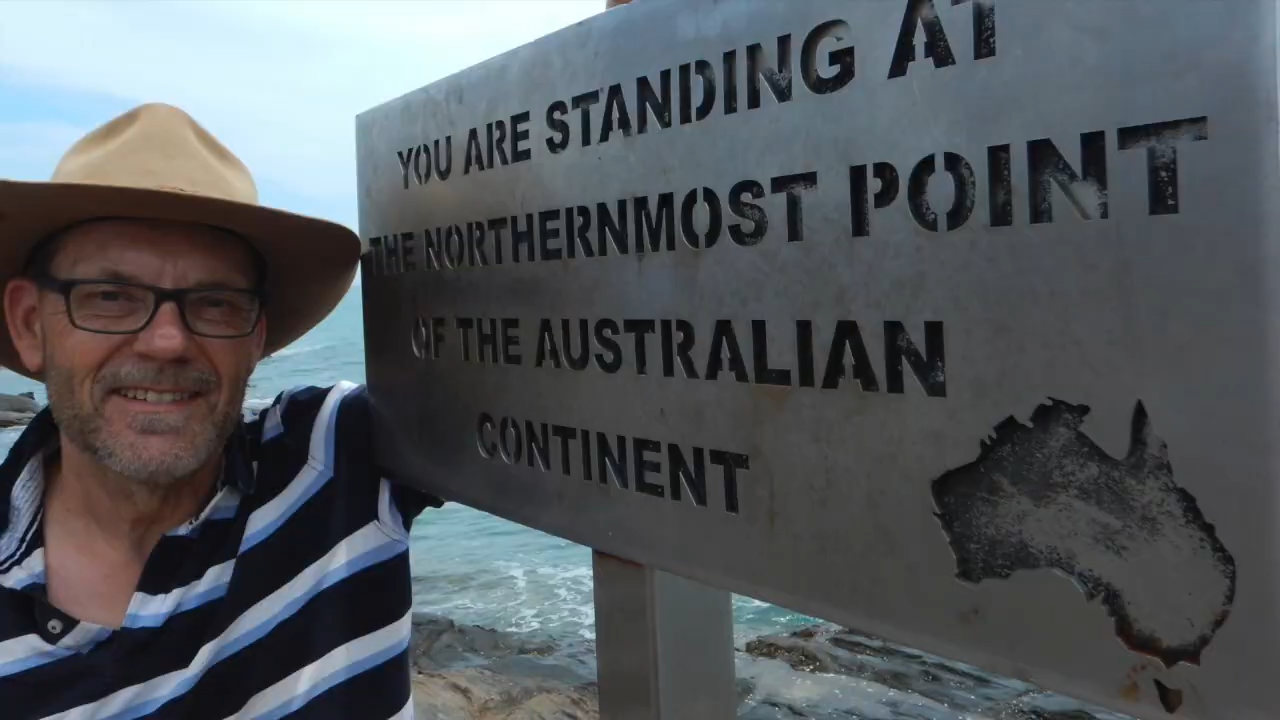 YOU ARE STANDING AT
THE NORTHERNMOST POINT
OF THE AUSTRALIAN
CONTINENT